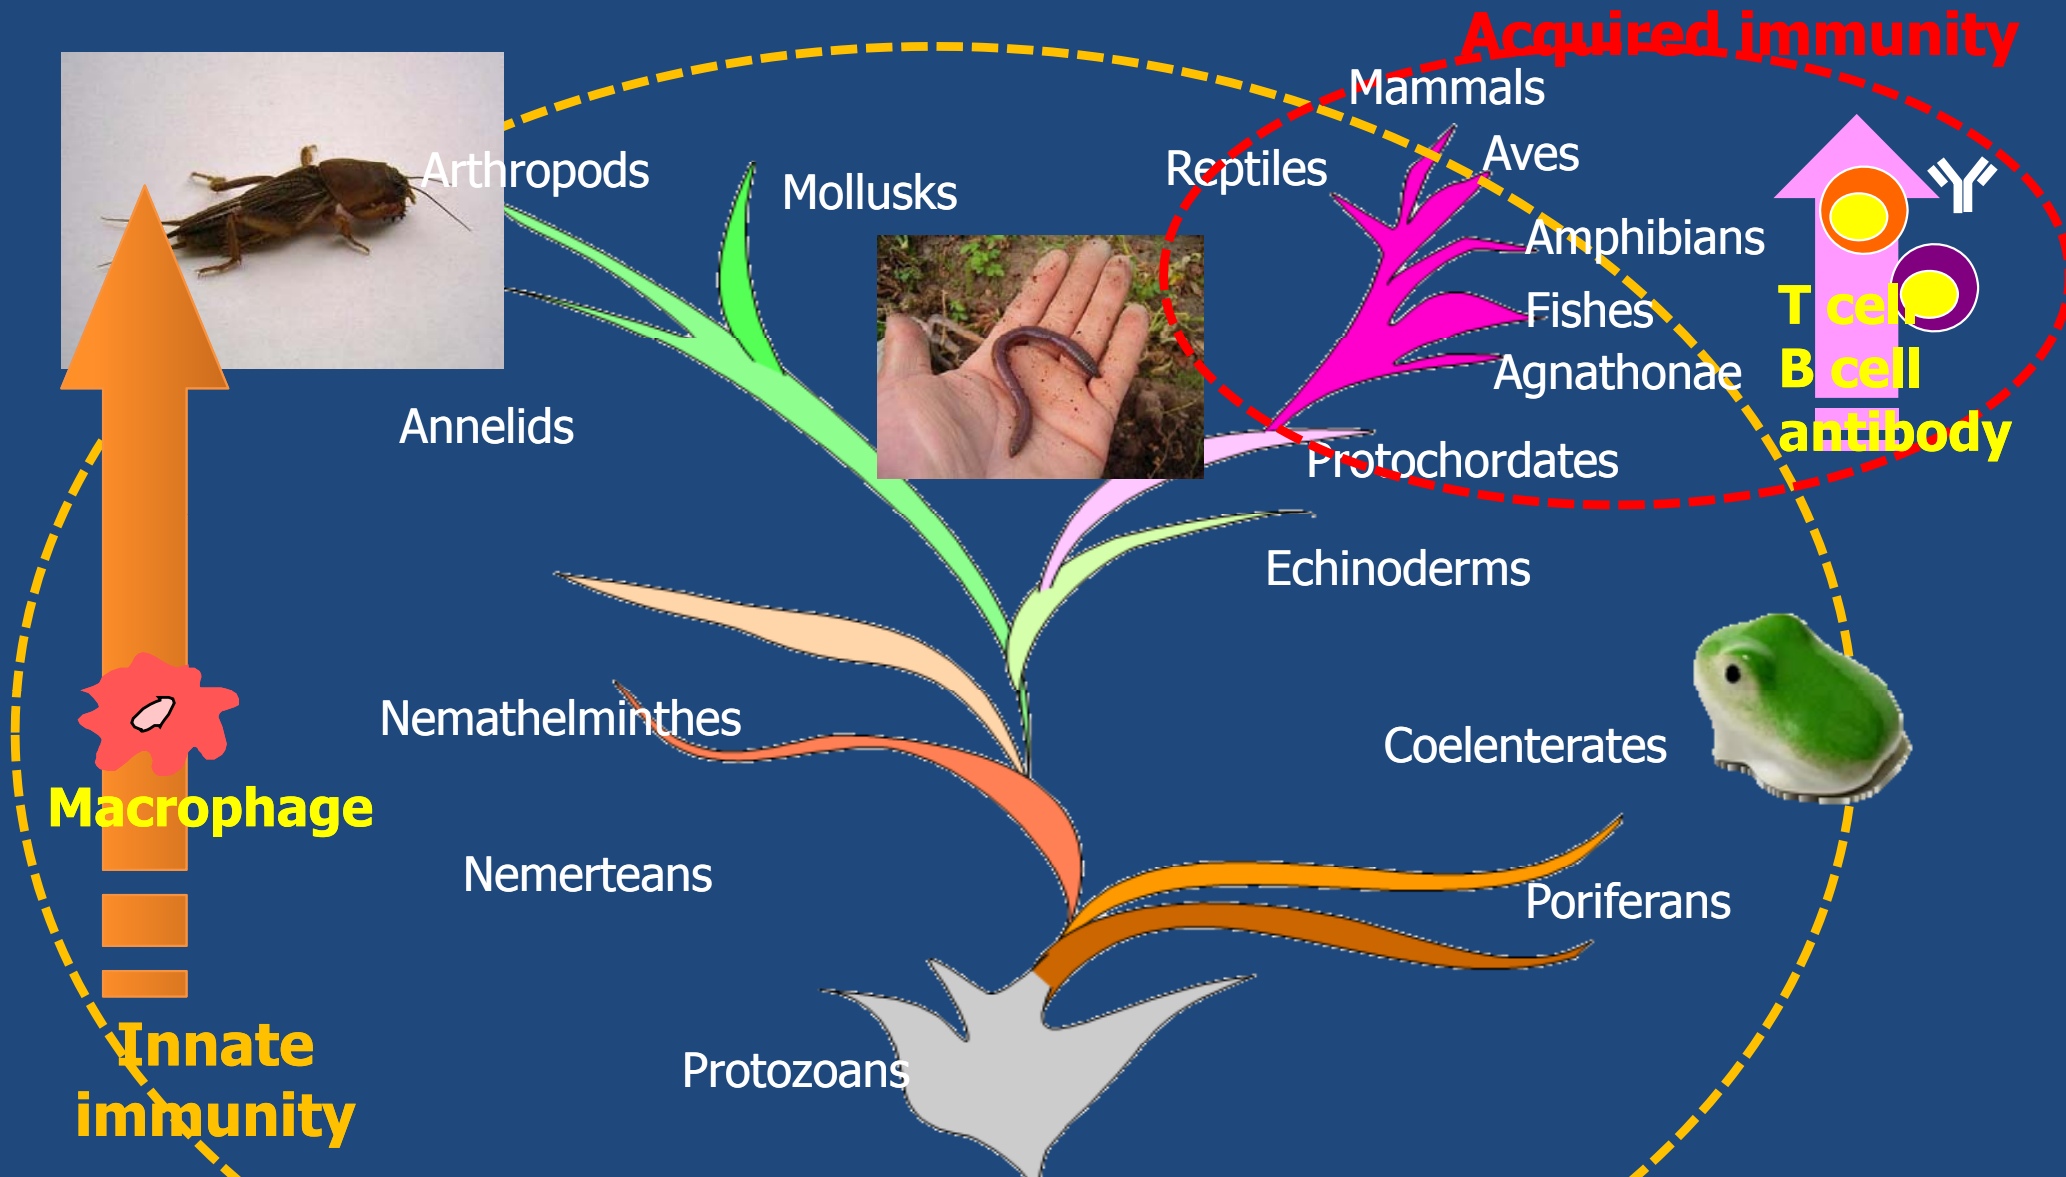 Acquired immunity
Mammals
Arthropods
Mollusks
Reptiles
Aves
Amphibians
Fishes
Agnathonae
T cell
B cell
antibody
Annelids
Protochordates
Echinoderms
Nemathelminthes
Coelenterates
Macrophage
Nemerteans
Poriferans
Innate
immunity
Protozoans